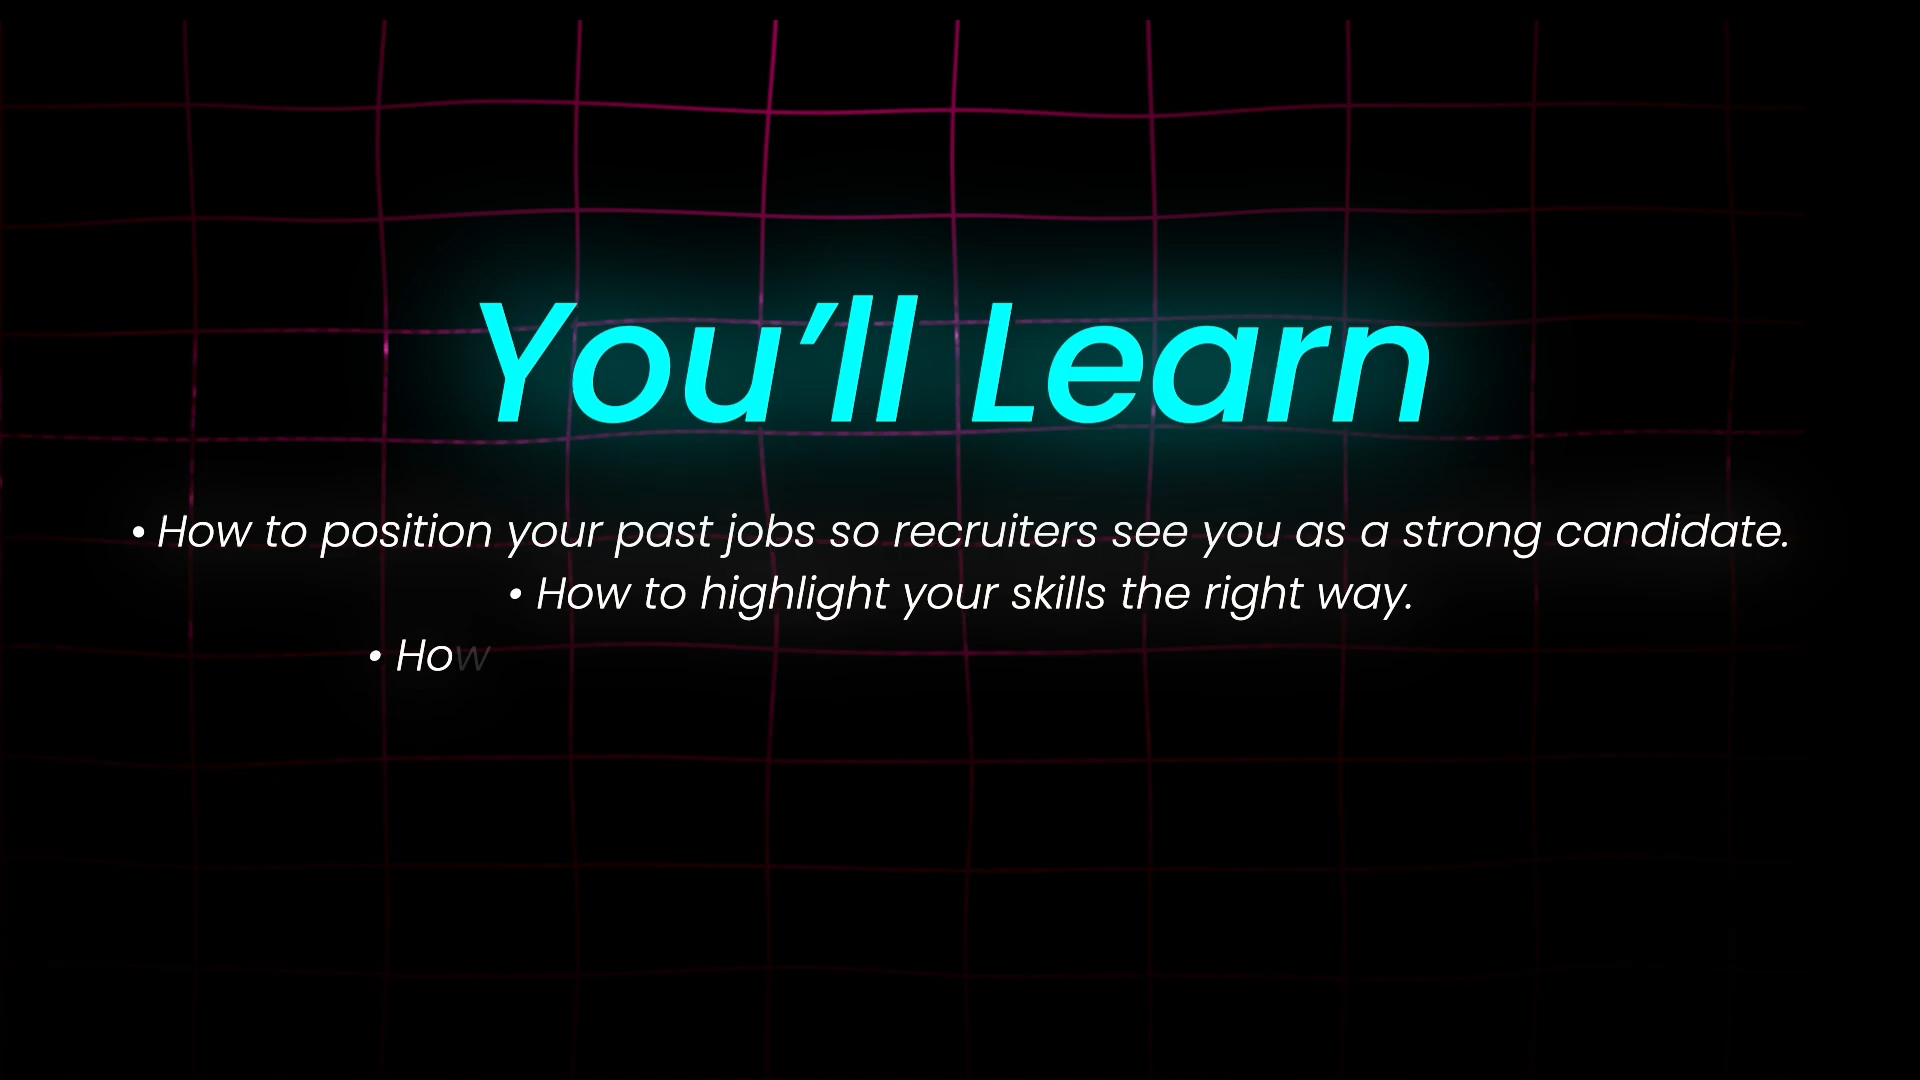 You’ll Learn
• How to position your past jobs so recruiters see you as a strong candidate.
• How to highlight your skills the right way.
• How